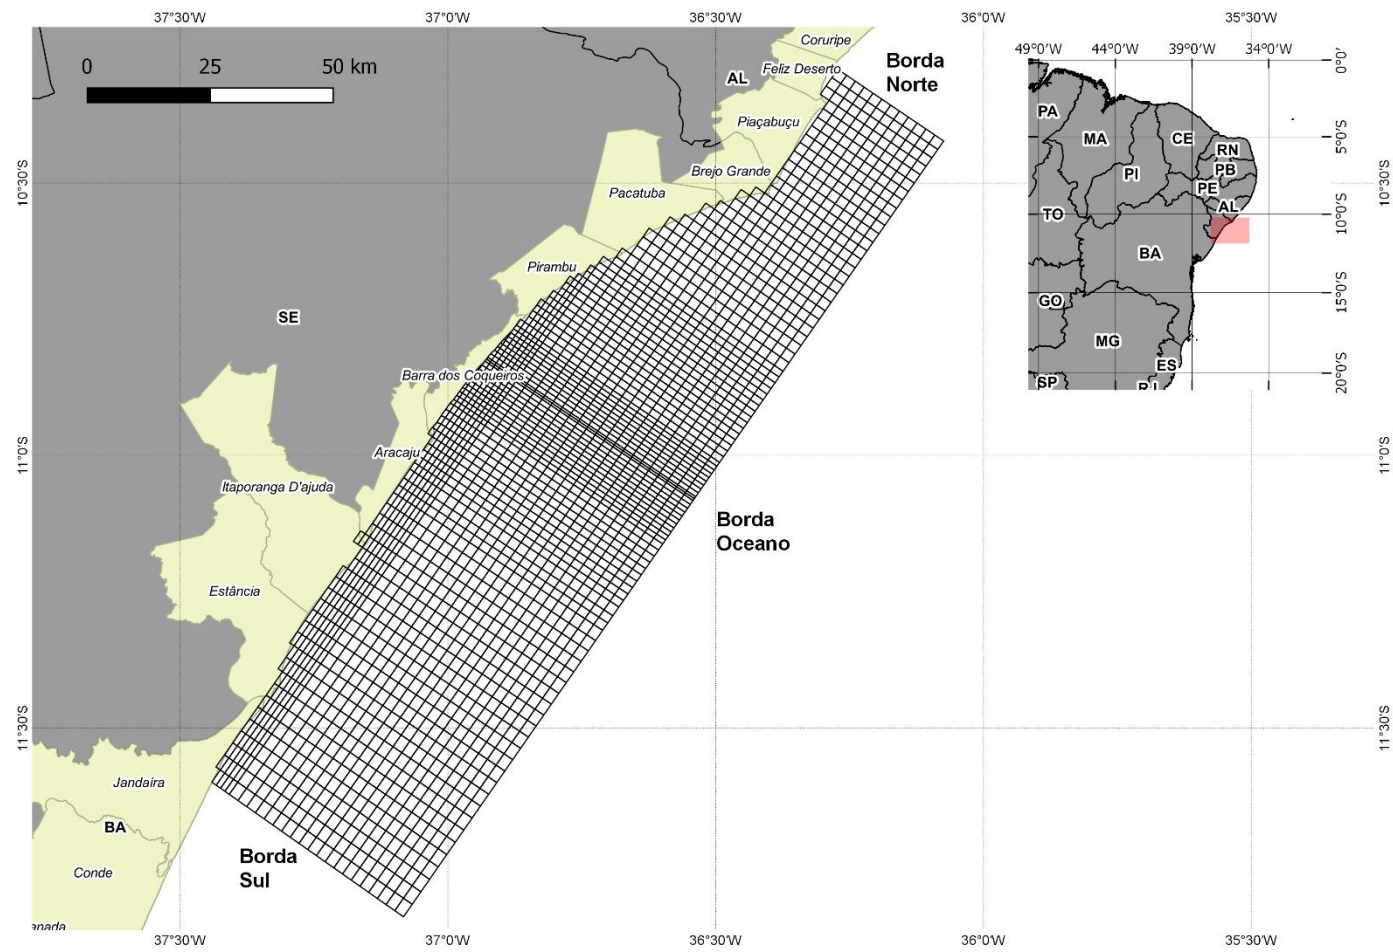 37°30'W
37°0'W
36°30'W
36°0'W
35°30'W
0
25
50 km
AL
Coruripe
Feliz Deserto
Piaçabuçu
Brejo Grande
Pacatuba
Pirambu
SE
Barra dos Coqueiros
Aracaju
Itaporanga D'ajuda
Estância
Jandaíra
BA
Conde
anada
Borda
Norte
Borda
Oceano
Borda
Sul
10°30'S
11°0'S
11°30'S
10°30'S
11°0'S
11°30'S
37°30'W
37°0'W
36°30'W
36°0'W
35°30'W
49°0'W
44°0'W
39°0'W
34°0'W
0°0'
5°0'S
10°0'S
15°0'S
20°0'S
PA
MA
CE
RN
PB
PI
PE
AL
TO
BA
GO
MG
ES
SP
RJ